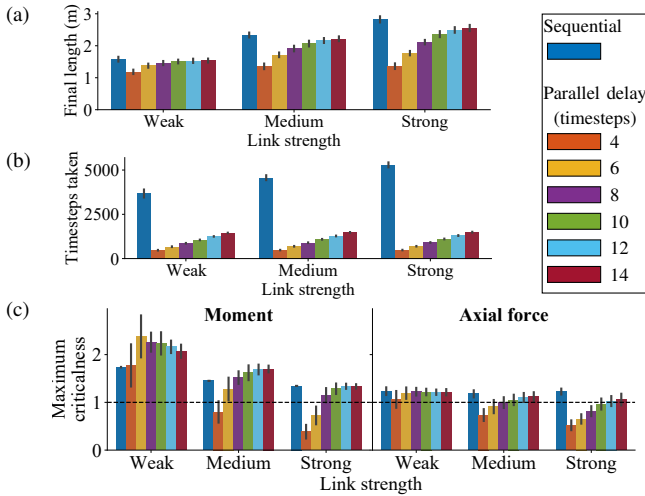 (a)
Final length (m)
3
2
1
0
Weak
Medium
Strong
Link strength
(b)
Timesteps taken
5000
2500
0
Weak
Medium
Strong
Link strength
(c)
Moment
Axial force
Maximum
criticalness
2
1
0
Weak
Medium
Strong
Weak
Medium
Strong
Link strength
Sequential
Parallel delay
(timesteps)
4
6
8
10
12
14